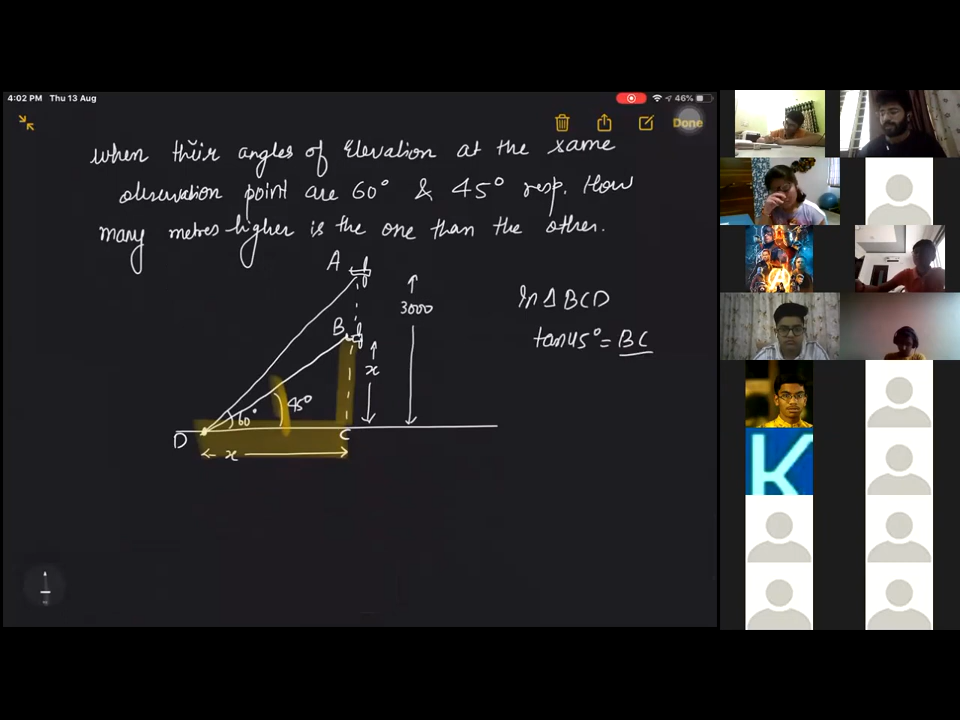 4:02 PM Thu 13 Aug
46%
Done
when their angles of Elevation at the same
observation point are 60° & 45° resp. How
many metres higher is the one than the other.
A
3000
B
x
60°
45°
D
C
x
In Δ BCD
tan45° = BC
K